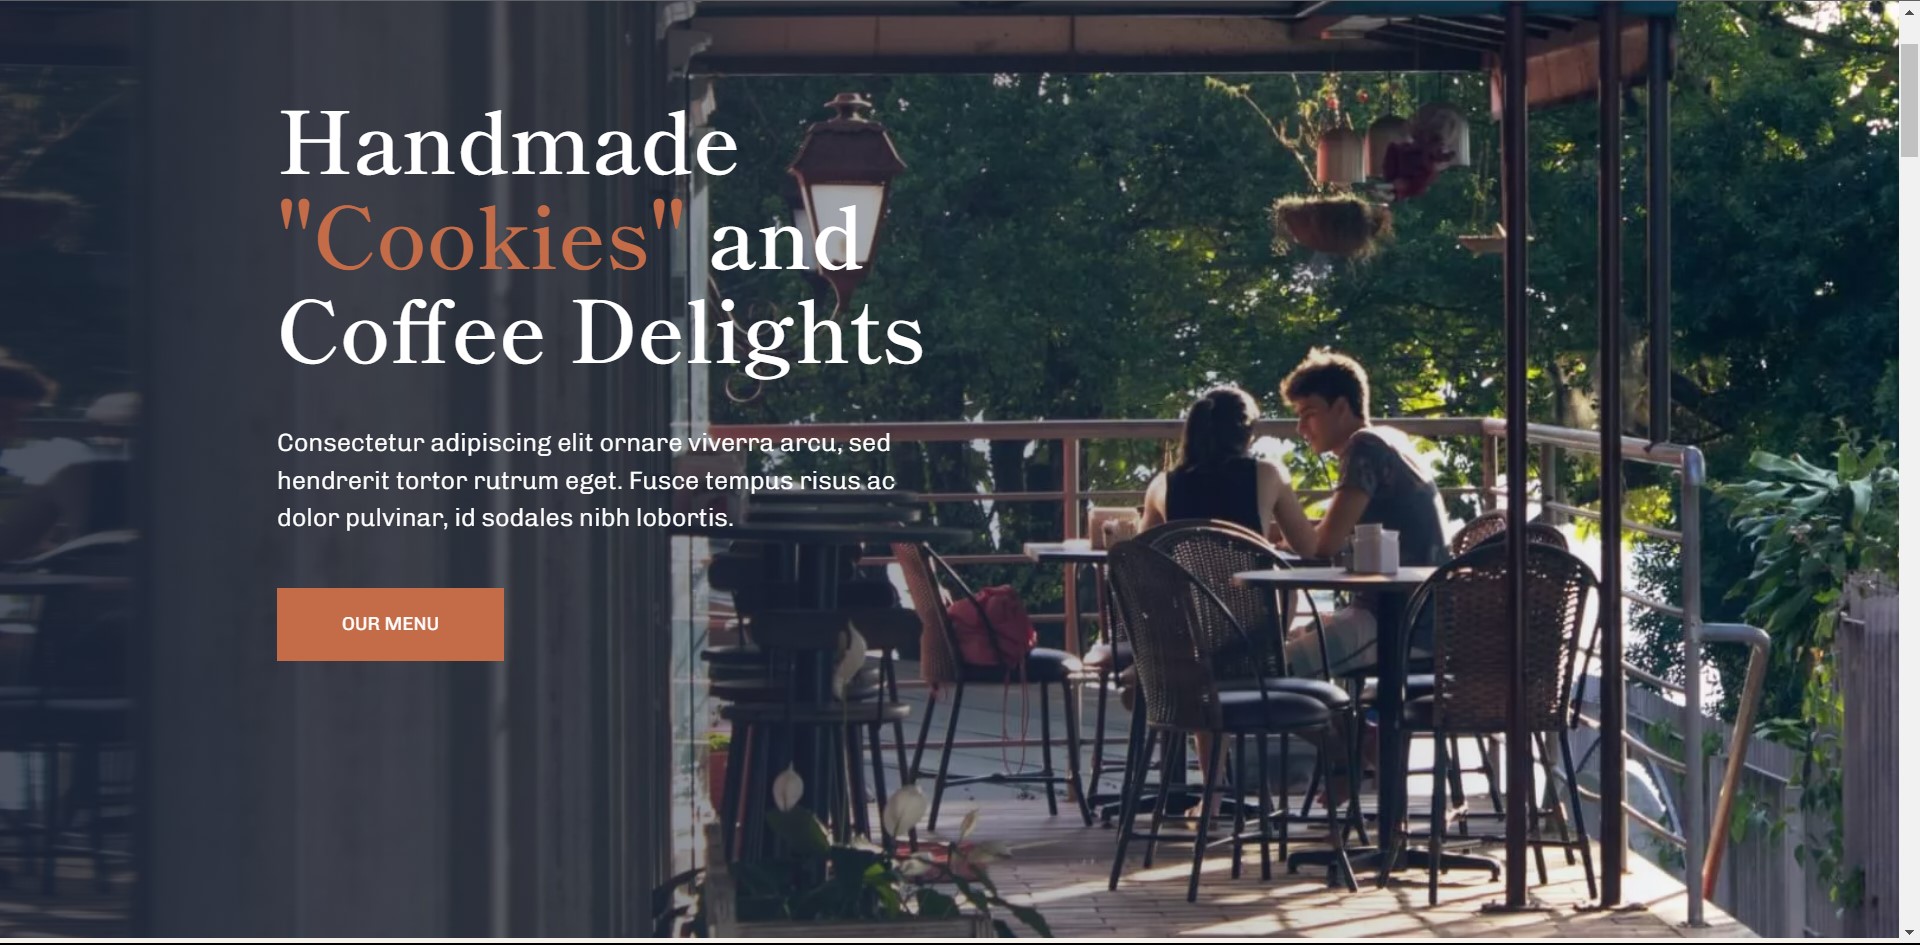 Handmade
"Cookies" and
Coffee Delights
Consectetur adipiscing elit ornare viverra arcu, sed
hendrerit tortor rutrum eget. Fusce tempus risus ac
dolor pulvinar, id sodales nibh lobortis.
OUR MENU